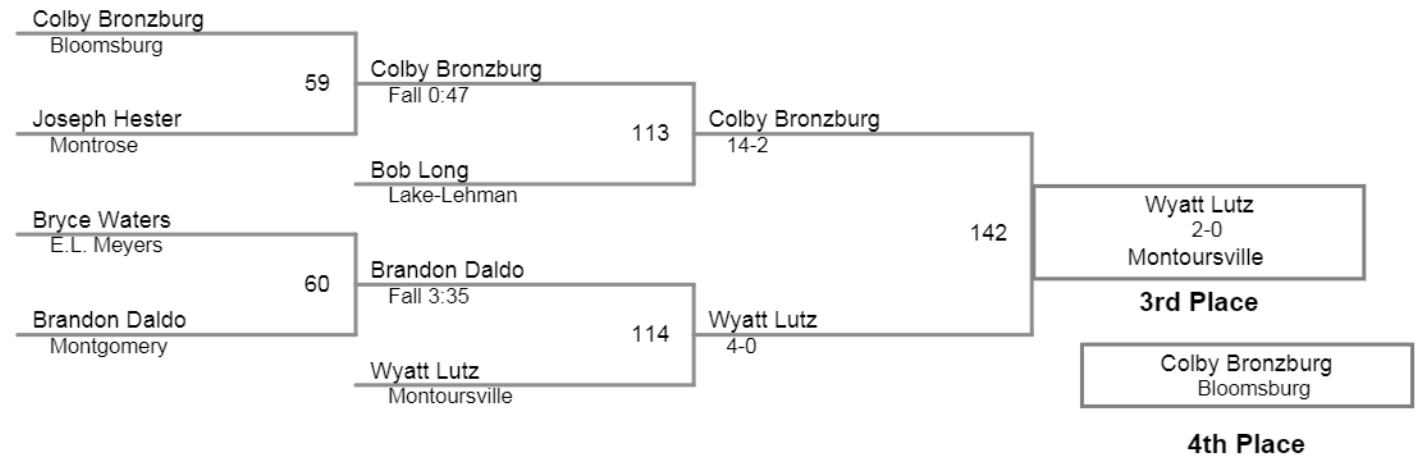 Colby Bronzburg
Bloomsburg
59
Joseph Hester
Montrose
Bryce Waters
E.L. Meyers
60
Brandon Daldo
Montgomery
Colby Bronzburg
Fall 0:47
113
Bob Long
Lake-Lehman
Brandon Daldo
Fall 3:35
114
Wyatt Lutz
Montoursville
Colby Bronzburg
14-2
142
Wyatt Lutz
4-0
Wyatt Lutz
2-0
Montoursville
3rd Place
Colby Bronzburg
Bloomsburg
4th Place